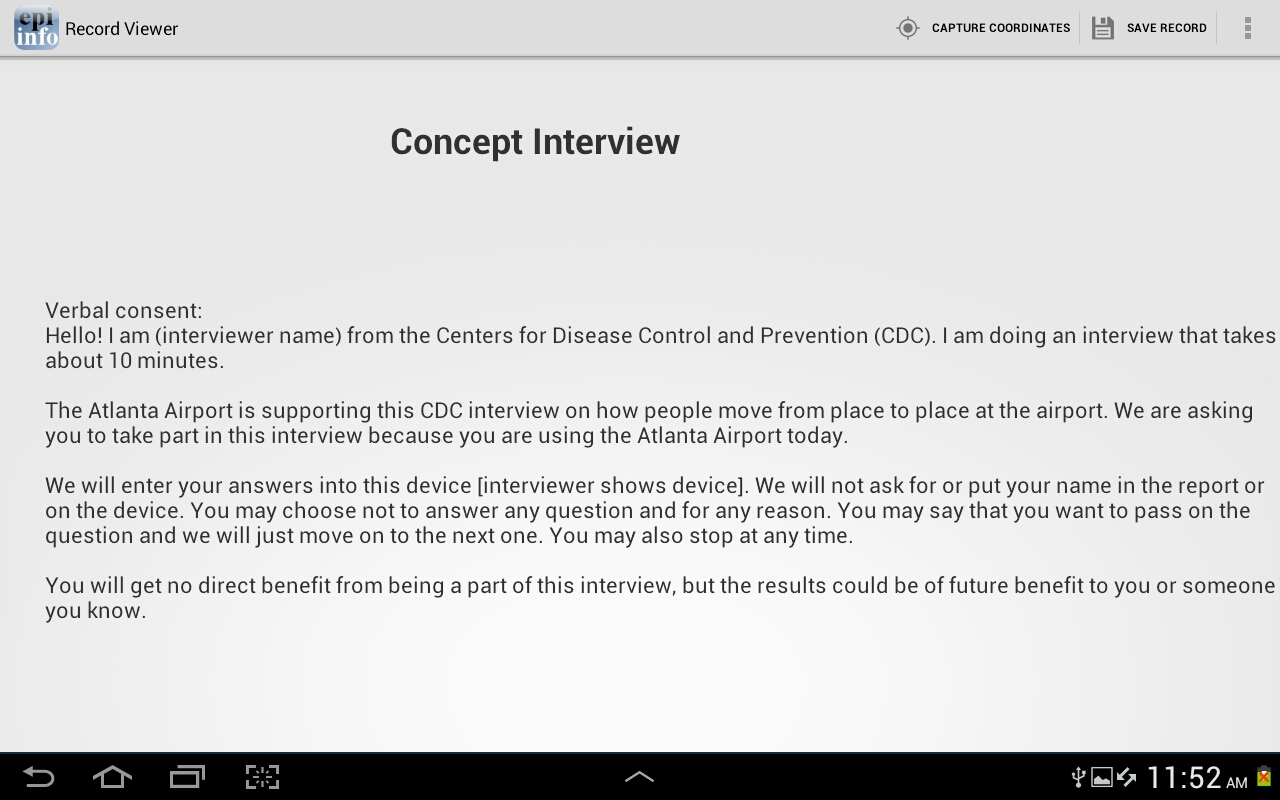 epi info Record Viewer CAPTURE COORDINATES SAVE RECORD
Concept Interview
Verbal consent:
Hello! I am (interviewer name) from the Centers for Disease Control and Prevention (CDC). I am doing an interview that takes
about 10 minutes.
The Atlanta Airport is supporting this CDC interview on how people move from place to place at the airport. We are asking
you to take part in this interview because you are using the Atlanta Airport today.
We will enter your answers into this device [interviewer shows device]. We will not ask for or put your name in the report or
on the device. You may choose not to answer any question and for any reason. You may say that you want to pass on the
question and we will just move on to the next one. You may also stop at any time.
You will get no direct benefit from being a part of this interview, but the results could be of future benefit to you or someone
you know.
11:52 AM